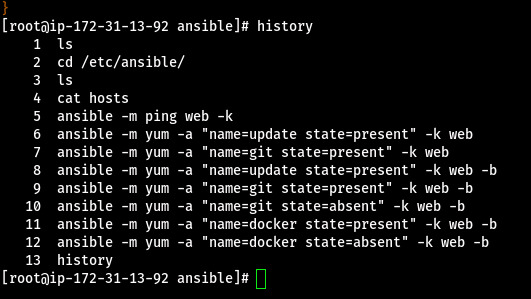 }
[root@ip-172-31-13-92 ansible]# history
    1  ls
    2  cd /etc/ansible/
    3  ls
    4  cat hosts
    5  ansible -m ping web -k
    6  ansible -m yum -a "name=update state=present" -k web
    7  ansible -m yum -a "name=git state=present" -k web
    8  ansible -m yum -a "name=update state=present" -k web -b
    9  ansible -m yum -a "name=git state=present" -k web -b
   10  ansible -m yum -a "name=git state=absent" -k web -b
   11  ansible -m yum -a "name=docker state=present" -k web -b
   12  ansible -m yum -a "name=docker state=absent" -k web -b
   13  history
[root@ip-172-31-13-92 ansible]#